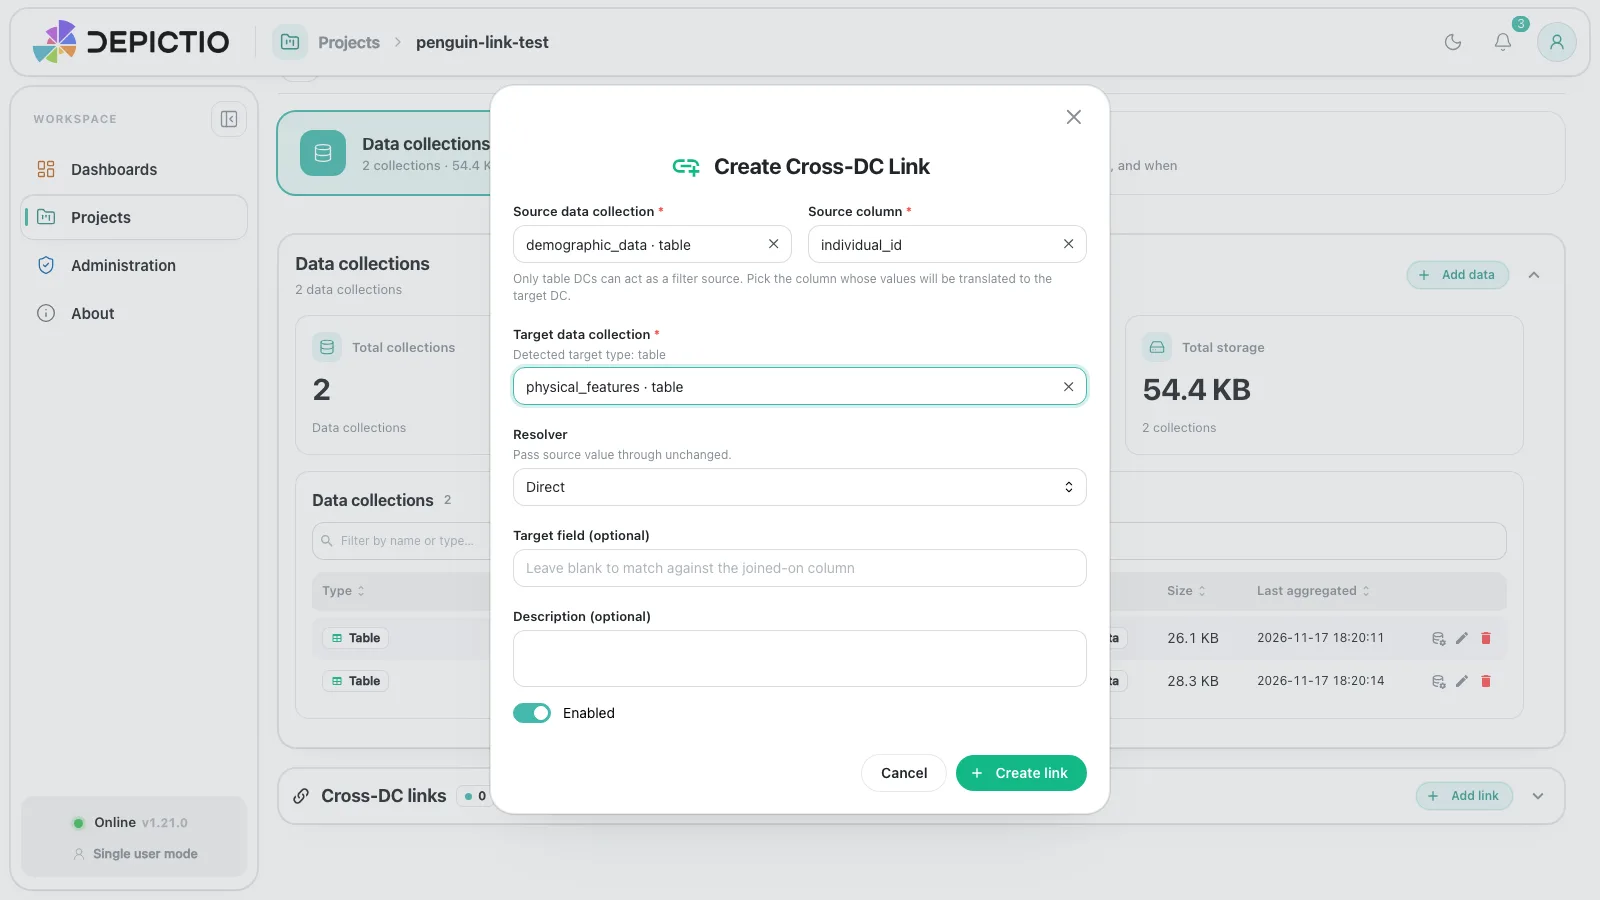 DEPICTIO
Projects
penguin-link-test
3
WORKSPACE
Dashboards
Projects
Administration
About
Online v1.21.0
Single user mode
Data collections
2 collections · 54.4 K
, and when
Data collections
2 data collections
Add data
Total collections
2
Data collections
Total storage
54.4 KB
2 collections
Data collections 2
Filter by name or type...
Type
Size
Last aggregated
Table
ta
26.1 KB
2026-11-17 18:20:11
Table
ta
28.3 KB
2026-11-17 18:20:14
Cross-DC links
0
Add link
Create Cross-DC Link
Source data collection *
Source column *
demographic_data · table
individual_id
Only table DCs can act as a filter source. Pick the column whose values will be translated to the
target DC.
Target data collection *
Detected target type: table
physical_features · table
Resolver
Pass source value through unchanged.
Direct
Target field (optional)
Leave blank to match against the joined-on column
Description (optional)
Enabled
Cancel
Create link